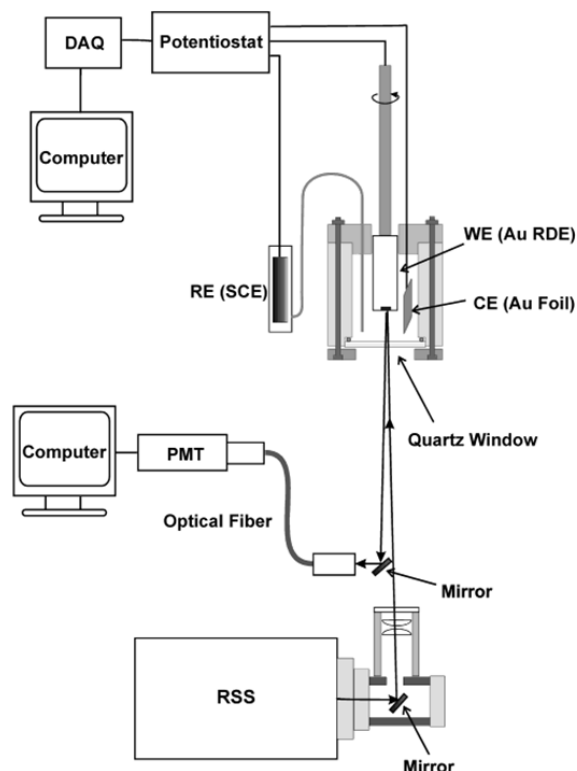 DAQ
Potentiostat
Computer
WE (Au RDE)
RE (SCE)
CE (Au Foil)
Quartz Window
Computer
PMT
Optical Fiber
Mirror
RSS
Mirror